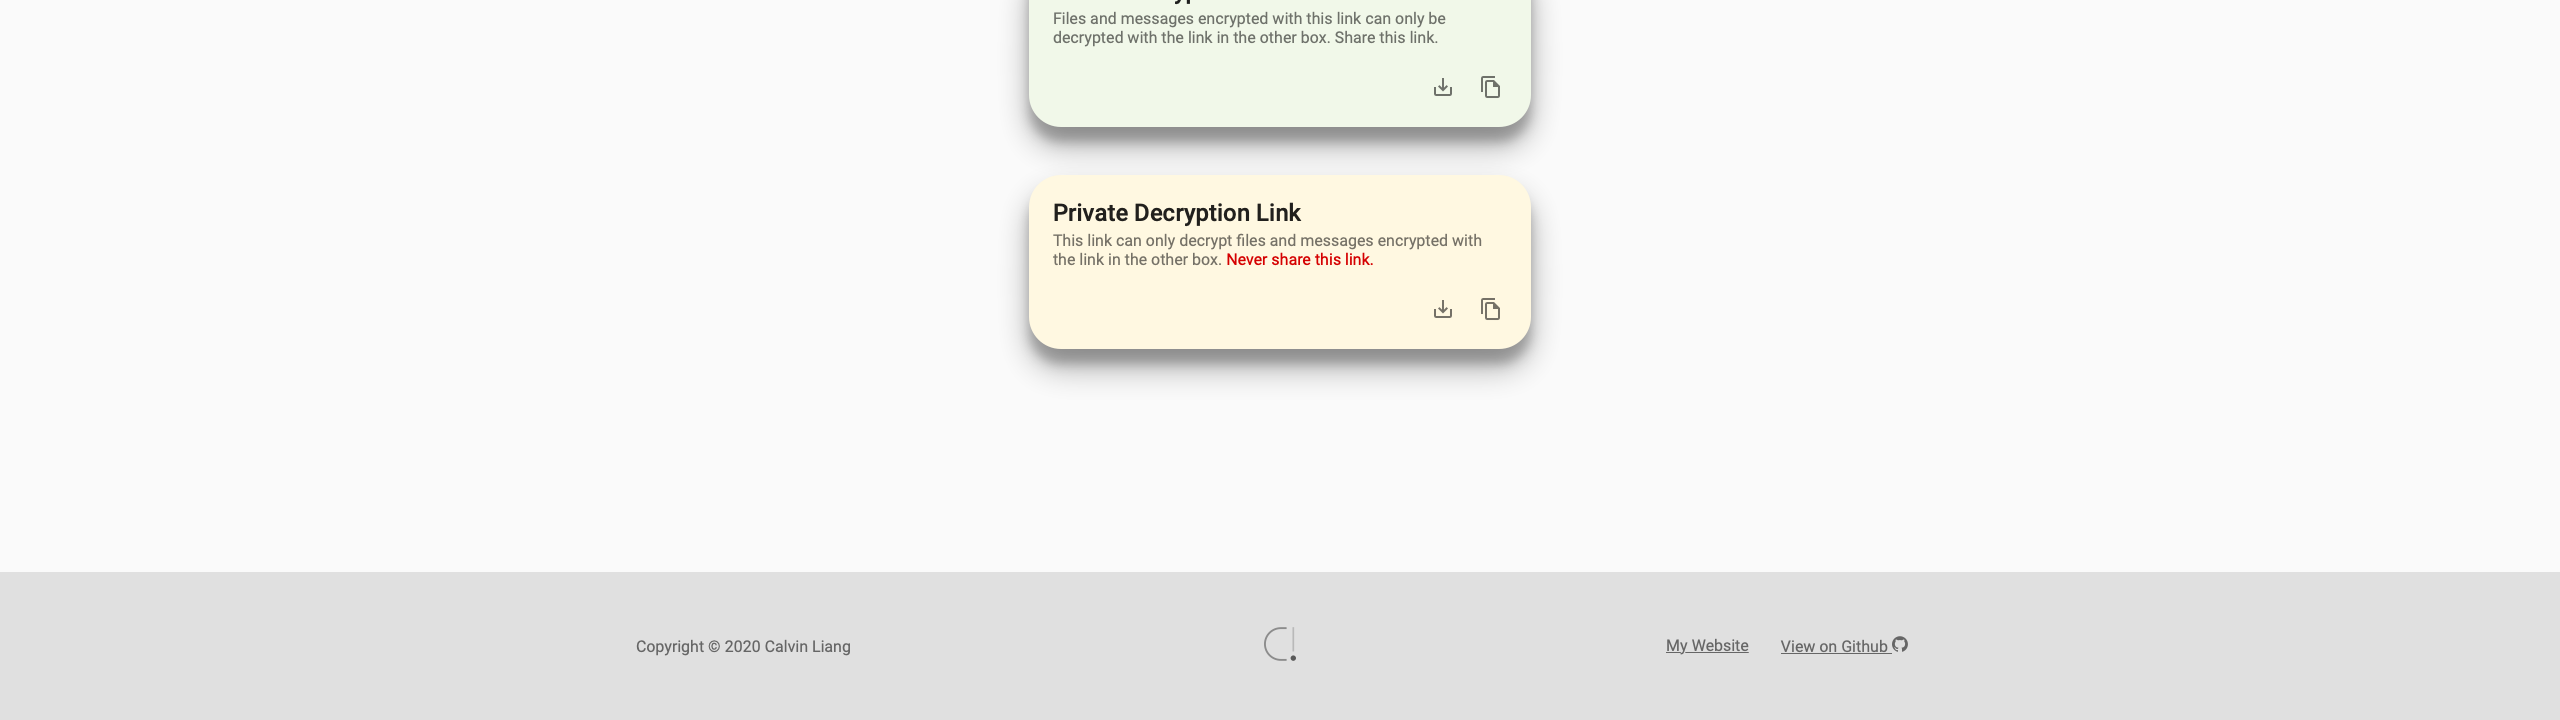 Files and messages encrypted with this link can only be
decrypted with the link in the other box. Share this link.
Private Decryption Link
This link can only decrypt files and messages encrypted with
the link in the other box. Never share this link.
Copyright © 2020 Calvin Liang
My Website
View on Github